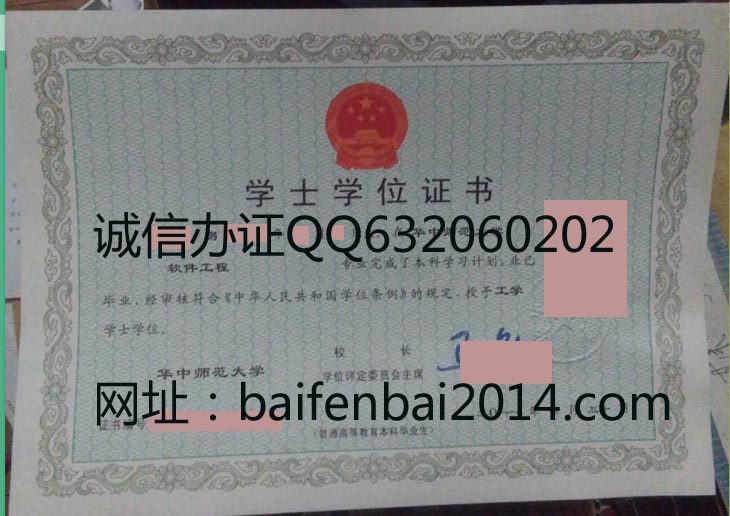 学士学位证书
诚信办证QQ632060202
软件工程 专业完成了本科学习计划,业已
毕业,经审核符合《中华人民共和国学位条例》的规定,授予工学
学士学位。
校 长
华中师范大学 学位评定委员会主席
网址:baifenbai2014.com
证书编号
(普通高等教育本科毕业生)